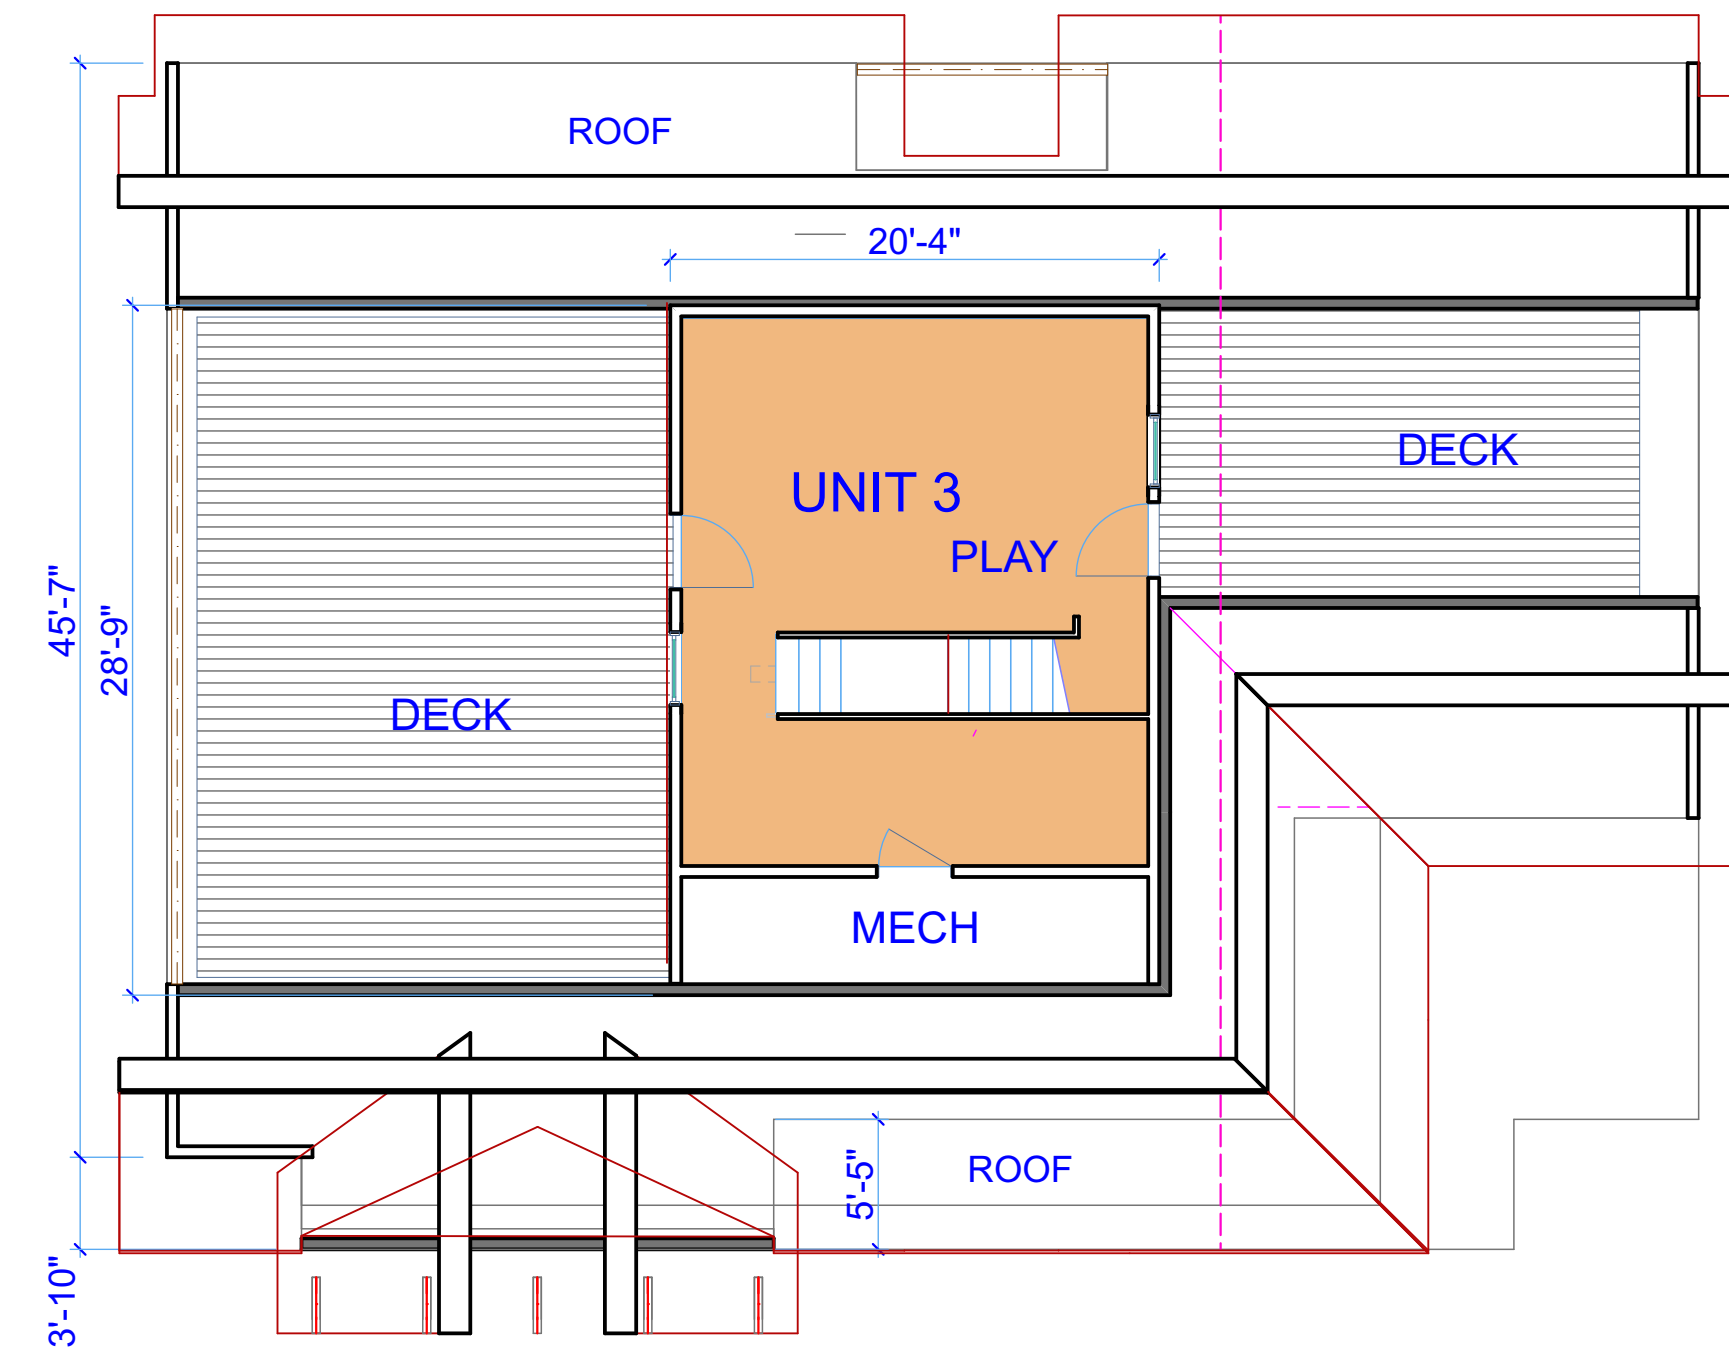 ROOF
20'-4"
DECK
UNIT 3
PLAY
45'-7"
28'-9"
DECK
MECH
ROOF
5'-5"
3'-10"